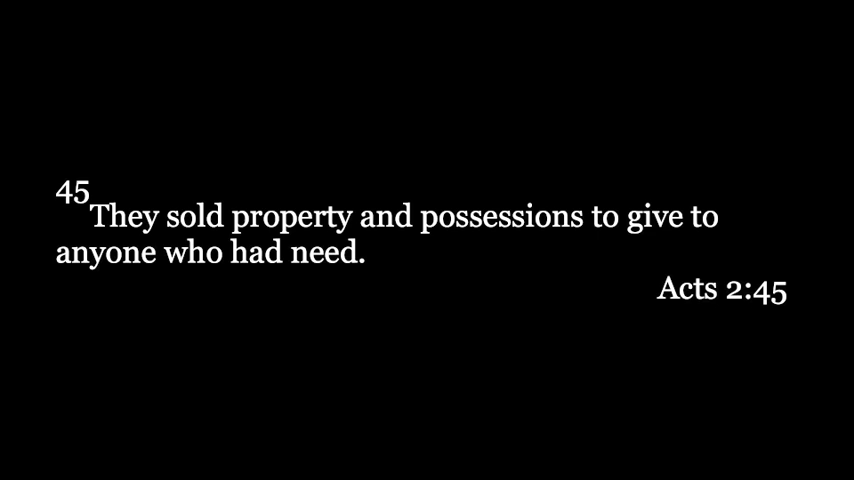 45
They sold property and possessions to give to
anyone who had need.
Acts 2:45